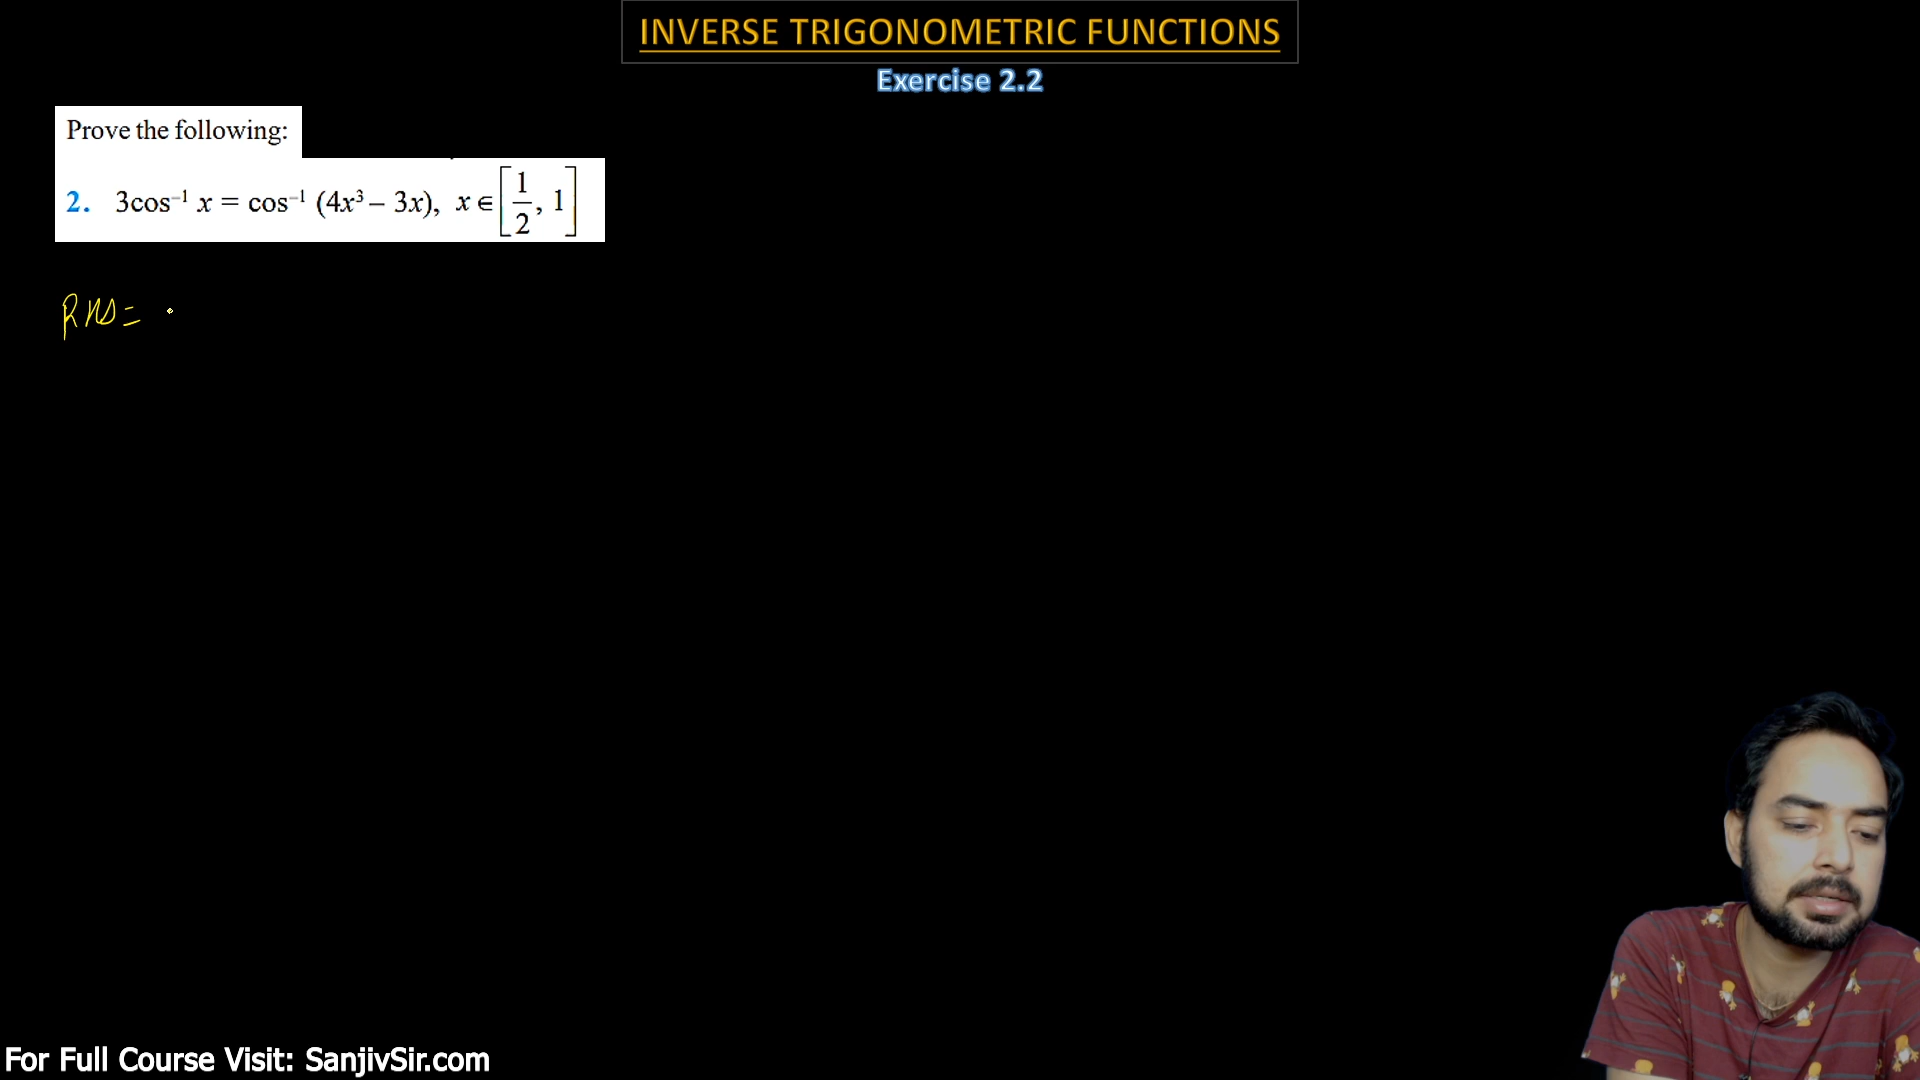 INVERSE TRIGONOMETRIC FUNCTIONS
Exercise 2.2
Prove the following:
2. 3cos⁻¹ x = cos⁻¹ (4x³ – 3x), x ∈ [1/2, 1]
RHS =
For Full Course Visit: SanjivSir.com